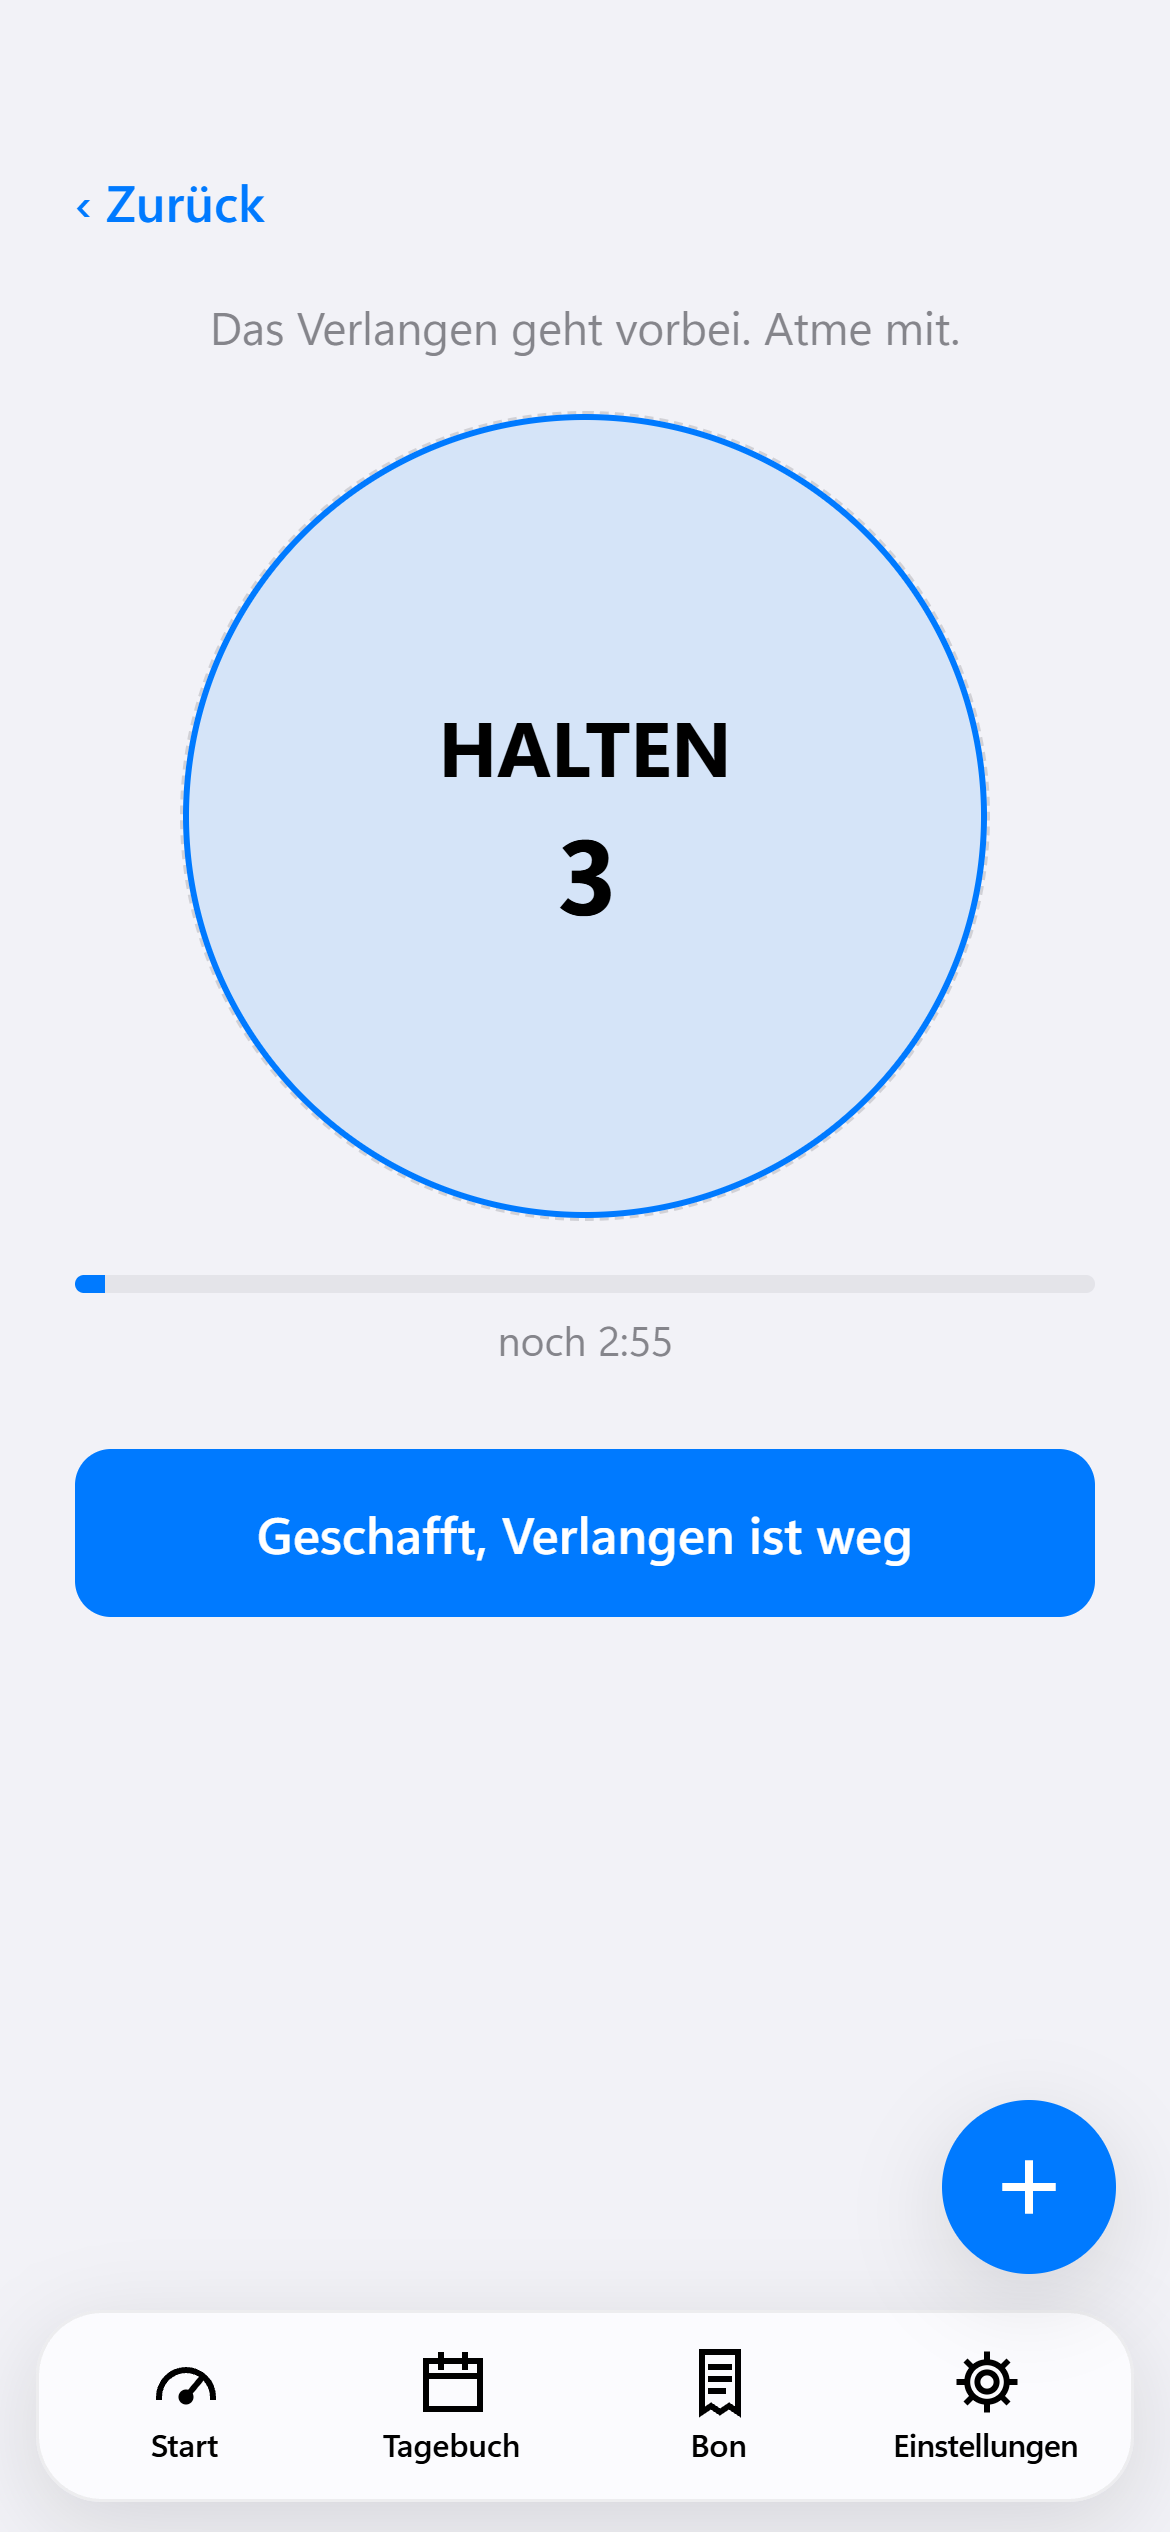 ‹ Zurück
Das Verlangen geht vorbei. Atme mit.
HALTEN
3
noch 2:55
Geschafft, Verlangen ist weg
+
Start
Tagebuch
Bon
Einstellungen